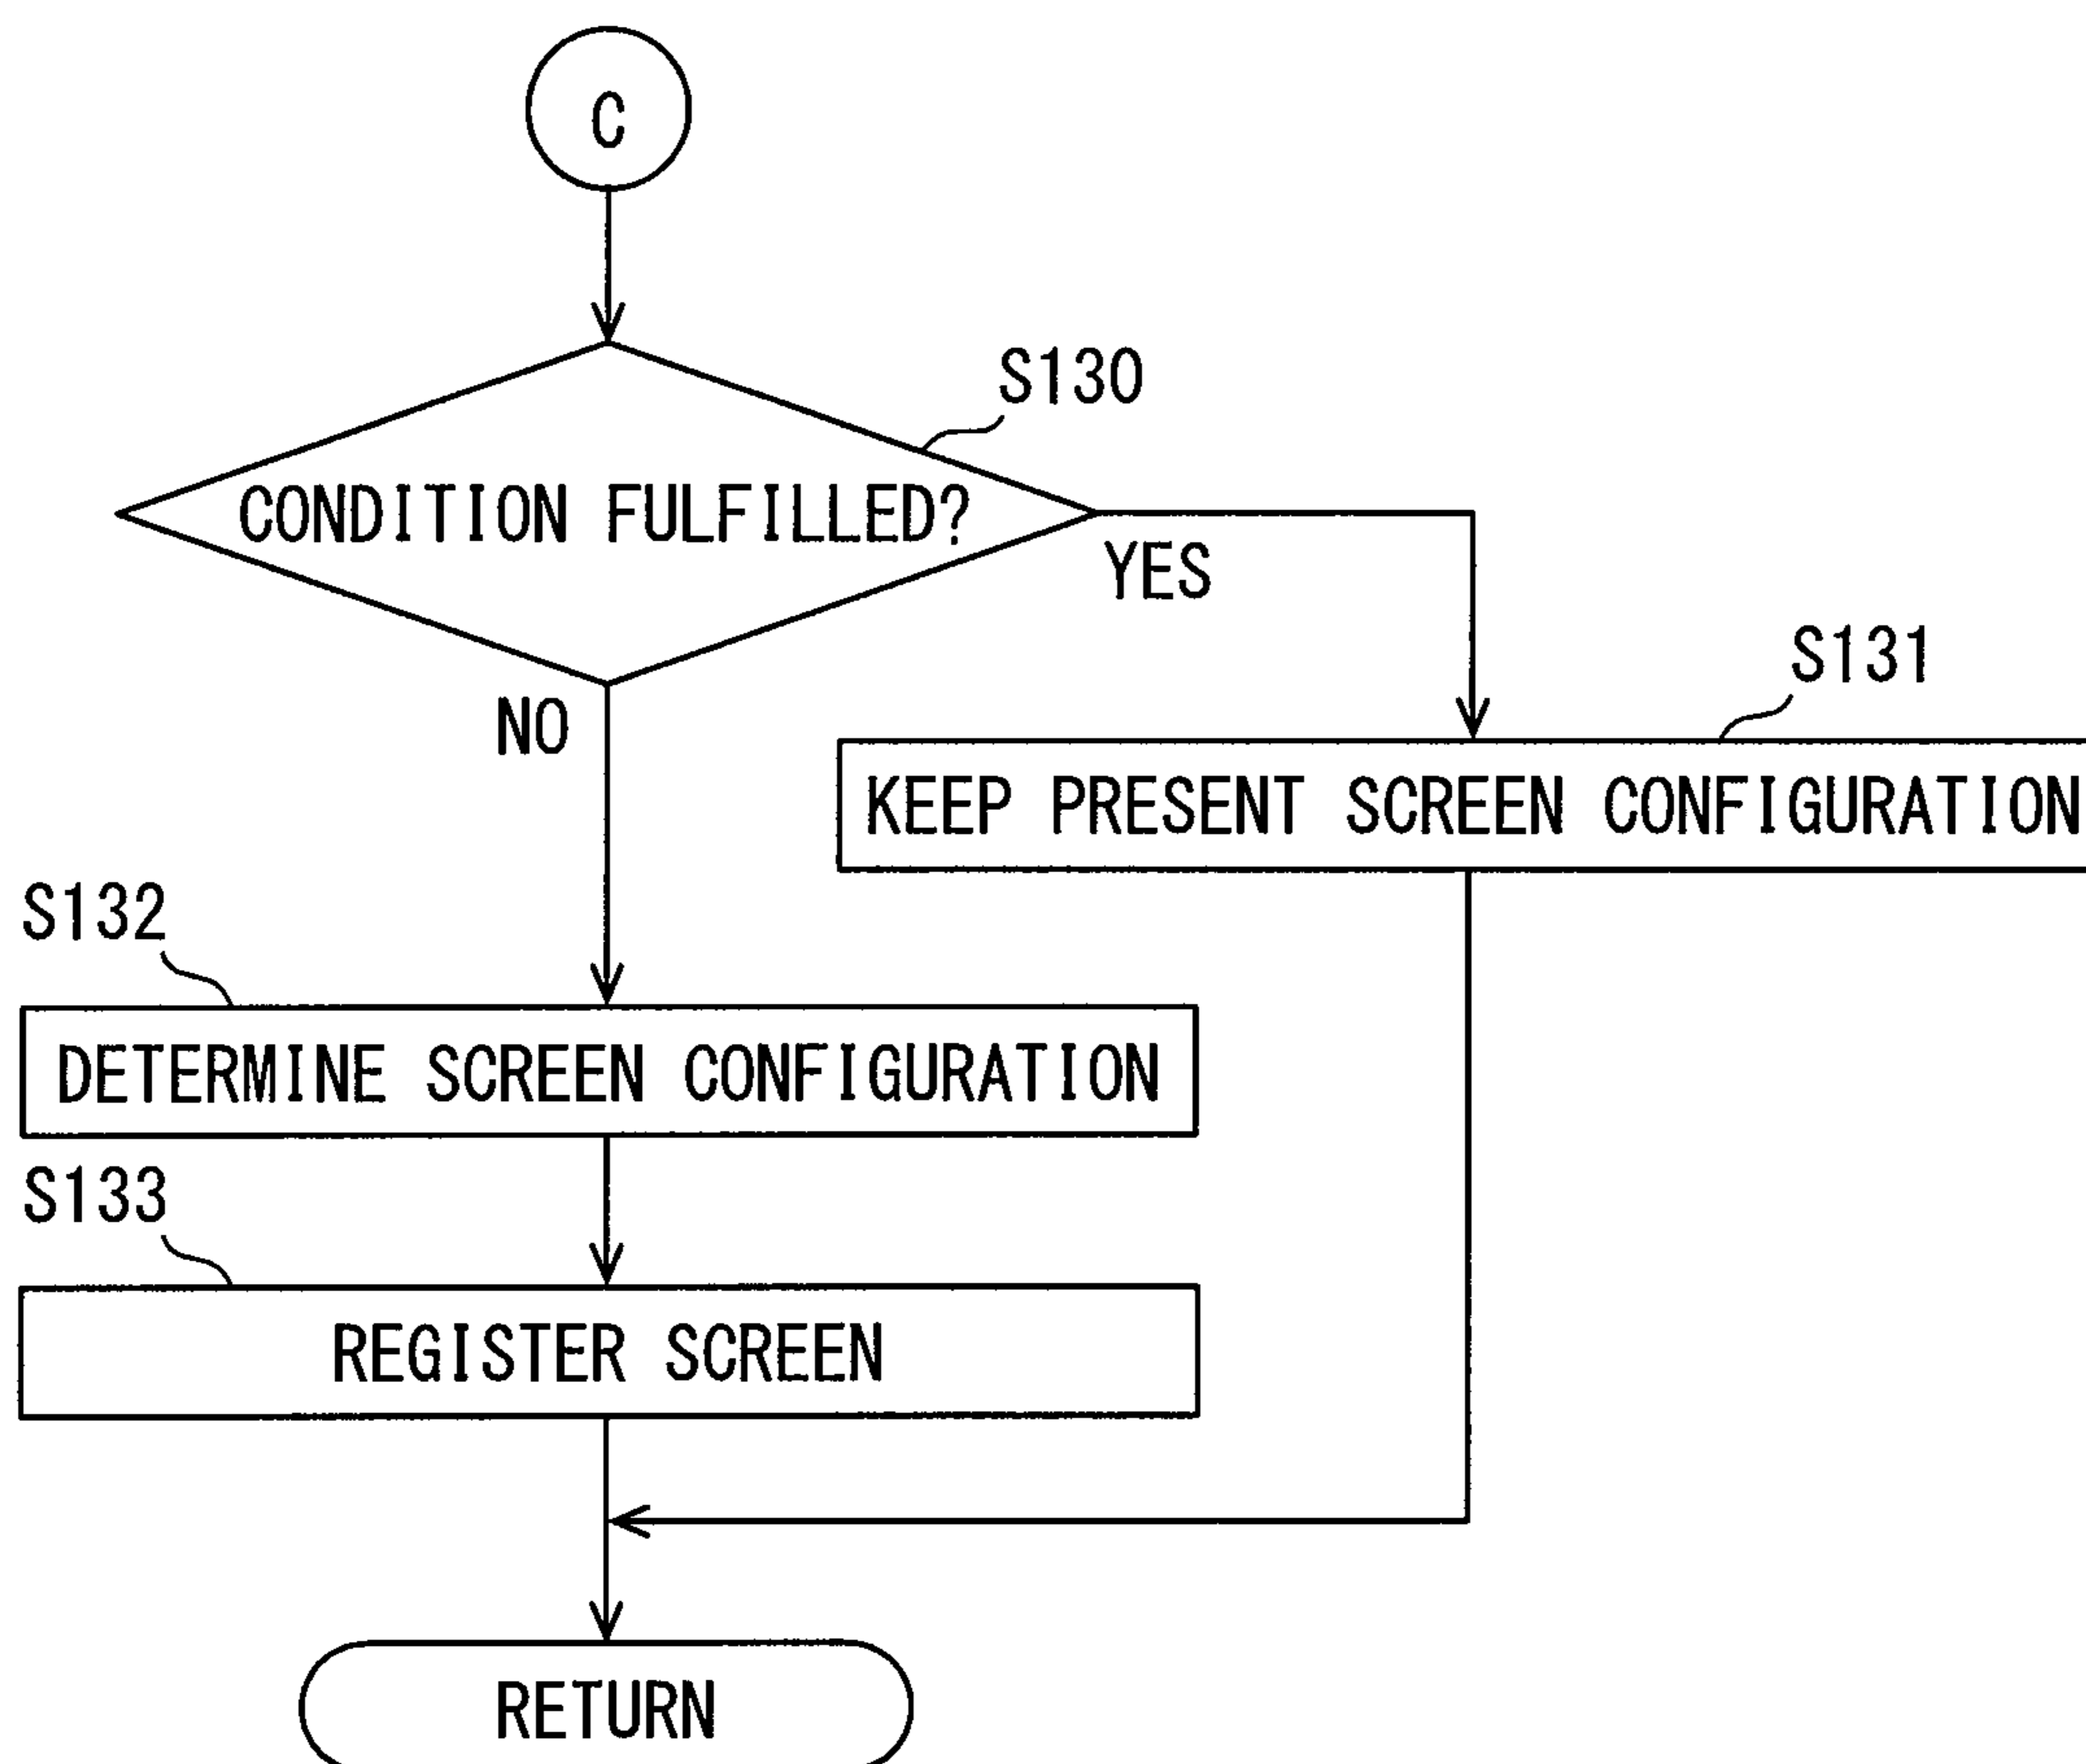 C
S130
CONDITION FULFILLED?
YES
S131
NO
KEEP PRESENT SCREEN CONFIGURATION
S132
DETERMINE SCREEN CONFIGURATION
S133
REGISTER SCREEN
RETURN